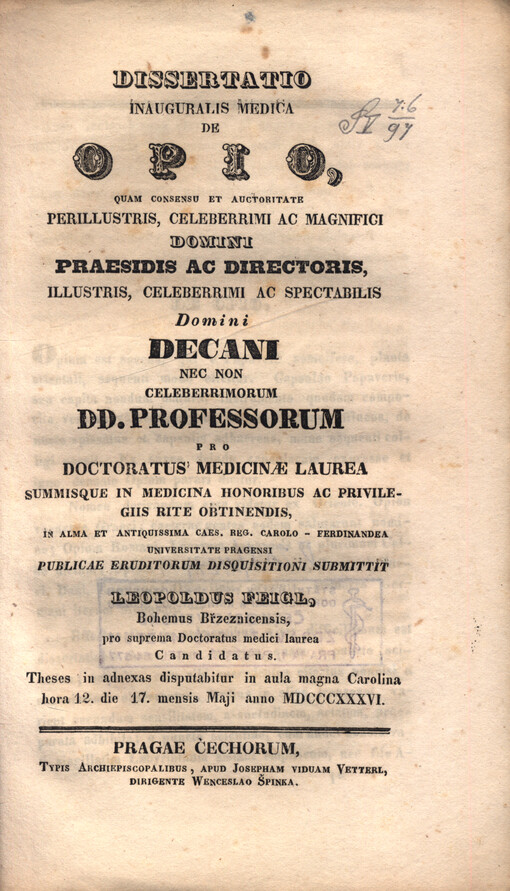 DISSERTATIO
INAUGURALIS MEDICA
DE
OPIO,
QUAM CONSENSU ET AUCTORITATE
PERILLUSTRIS, CELEBERRIMI AC MAGNIFICI
DOMINI
PRAESIDIS AC DIRECTORIS,
ILLUSTRIS, CELEBERRIMI AC SPECTABILIS
Domini
DECANI
NEC NON
CELEBERRIMORUM
DD. PROFESSORUM
PRO
DOCTORATUS MEDICINÆ LAUREA
SUMMISQUE IN MEDICINA HONORIBUS AC PRIVILE-
GIIS RITE OBTINENDIS,
IN ALMA ET ANTIQUISSIMA CAES. REG. CAROLO - FERDINANDEA
UNIVERSITATE PRAGENSI
PUBLICAE ERUDITORUM DISQUISITIONI SUBMITTIT
LEOPOLDUS FEIGL,
Bohemus Břzeznicensis,
pro suprema Doctoratus medici laurea
Candidatus.
Theses in adnexas disputabitur in aula magna Carolina
hora 12. die 17. mensis Maji anno MDCCCXXXVI.
PRAGAE ČECHORUM,
TYPIS ARCHIEPISCOPALIBUS, APUD JOSEPHAM VIDUAM VETTERL,
DIRIGENTE WENCESLAO ŠPINKA.